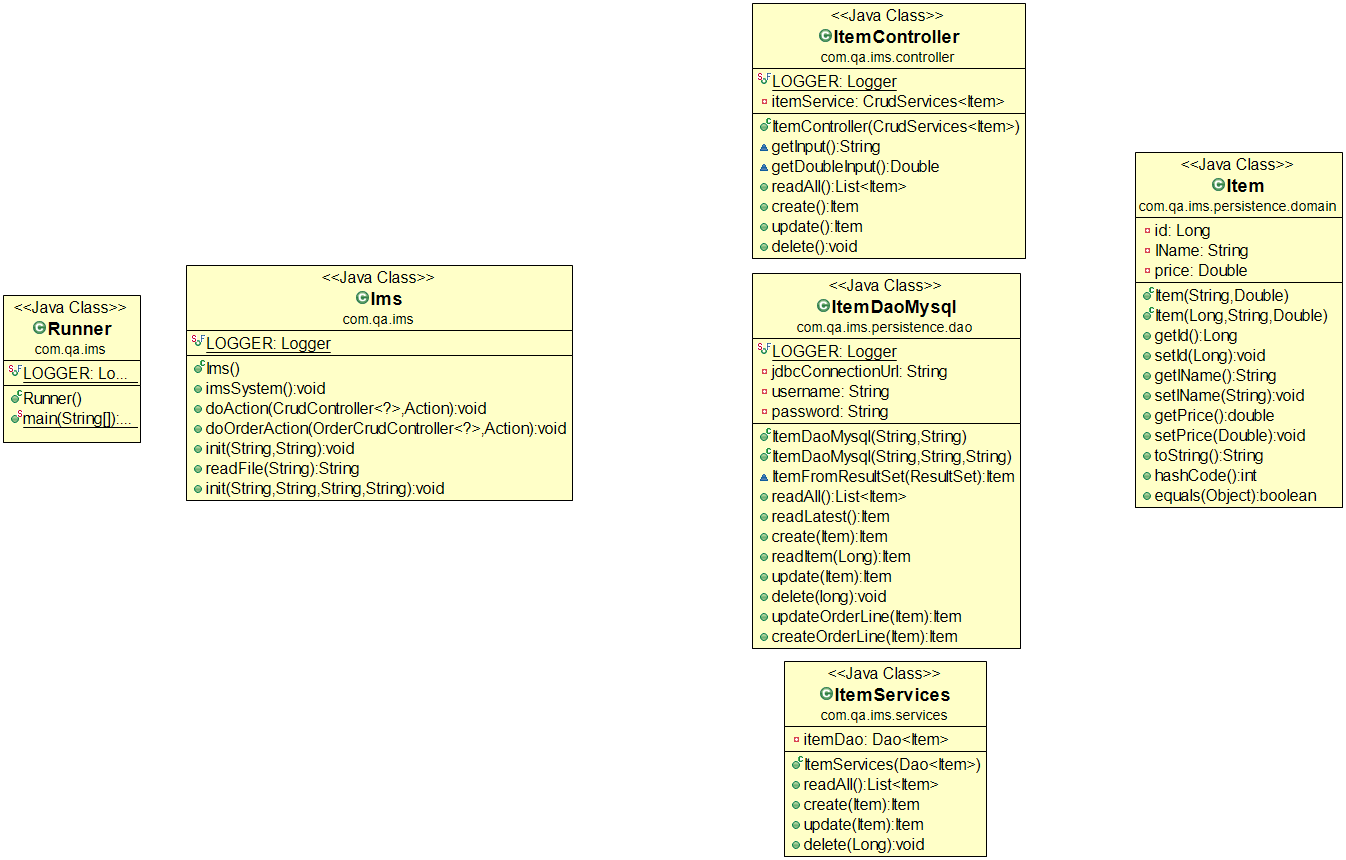 <<Java Class>>
Runner
com.qa.ims
LOGGER: Lo...
Runner()
main(String[]):...
<<Java Class>>
Ims
com.qa.ims
LOGGER: Logger
Ims()
imsSystem():void
doAction(CrudController<?>,Action):void
doOrderAction(OrderCrudController<?>,Action):void
init(String,String):void
readFile(String):String
init(String,String,String,String):void
<<Java Class>>
ItemController
com.qa.ims.controller
LOGGER: Logger
itemService: CrudServices<Item>
ItemController(CrudServices<Item>)
getInput():String
getDoubleInput():Double
readAll():List<Item>
create():Item
update():Item
delete():void
<<Java Class>>
ItemDaoMysql
com.qa.ims.persistence.dao
LOGGER: Logger
jdbcConnectionUrl: String
username: String
password: String
ItemDaoMysql(String,String)
ItemDaoMysql(String,String,String)
ItemFromResultSet(ResultSet):Item
readAll():List<Item>
readLatest():Item
create(Item):Item
readItem(Long):Item
update(Item):Item
delete(long):void
updateOrderLine(Item):Item
createOrderLine(Item):Item
<<Java Class>>
ItemServices
com.qa.ims.services
itemDao: Dao<Item>
ItemServices(Dao<Item>)
readAll():List<Item>
create(Item):Item
update(Item):Item
delete(Long):void
<<Java Class>>
Item
com.qa.ims.persistence.domain
id: Long
IName: String
price: Double
Item(String,Double)
Item(Long,String,Double)
getId():Long
setId(Long):void
getIName():String
setIName(String):void
getPrice():double
setPrice(Double):void
toString():String
hashCode():int
equals(Object):boolean